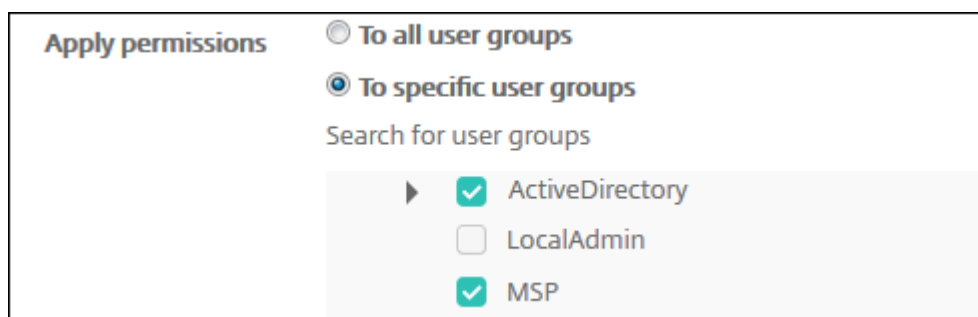 Apply permissions
To all user groups
To specific user groups
Search for user groups
ActiveDirectory
LocalAdmin
MSP